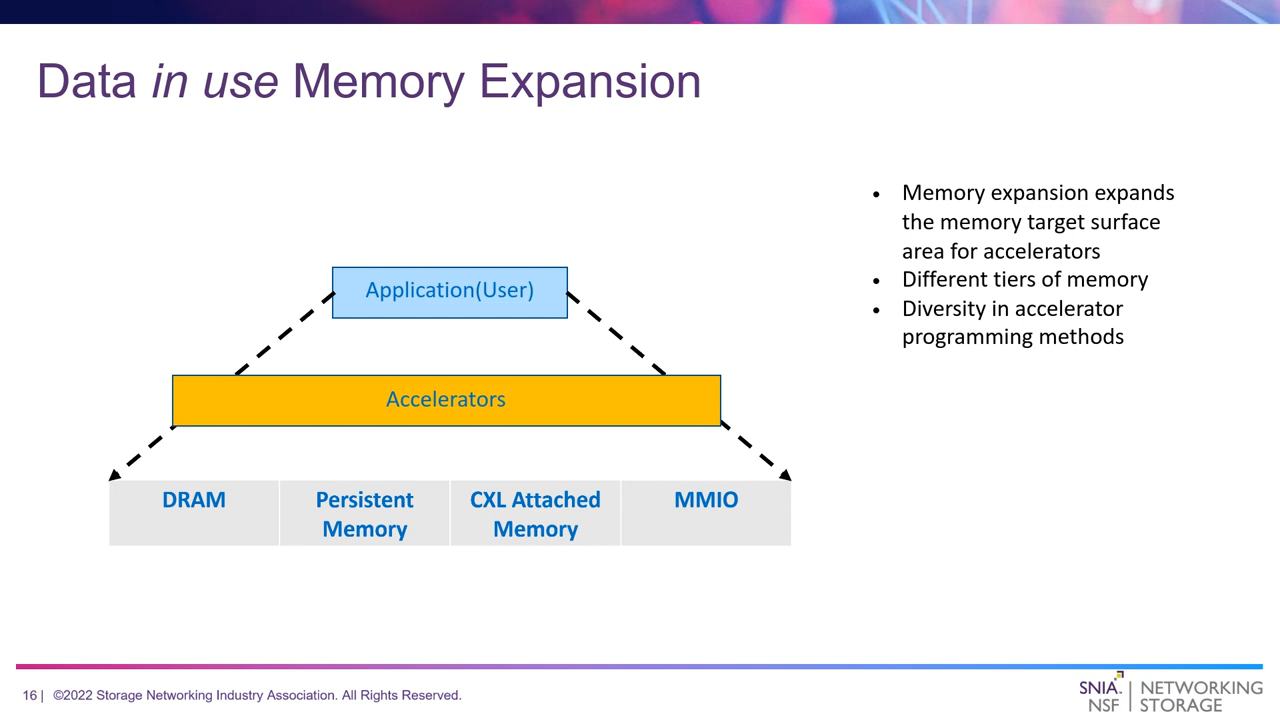 Data in use Memory Expansion
Application(User)
Accelerators
DRAM
Persistent
Memory
CXL Attached
Memory
MMIO
• Memory expansion expands
the memory target surface
area for accelerators
• Different tiers of memory
• Diversity in accelerator
programming methods
16 | ©2022 Storage Networking Industry Association. All Rights Reserved.
SNIA. | NETWORKING
NSF | STORAGE